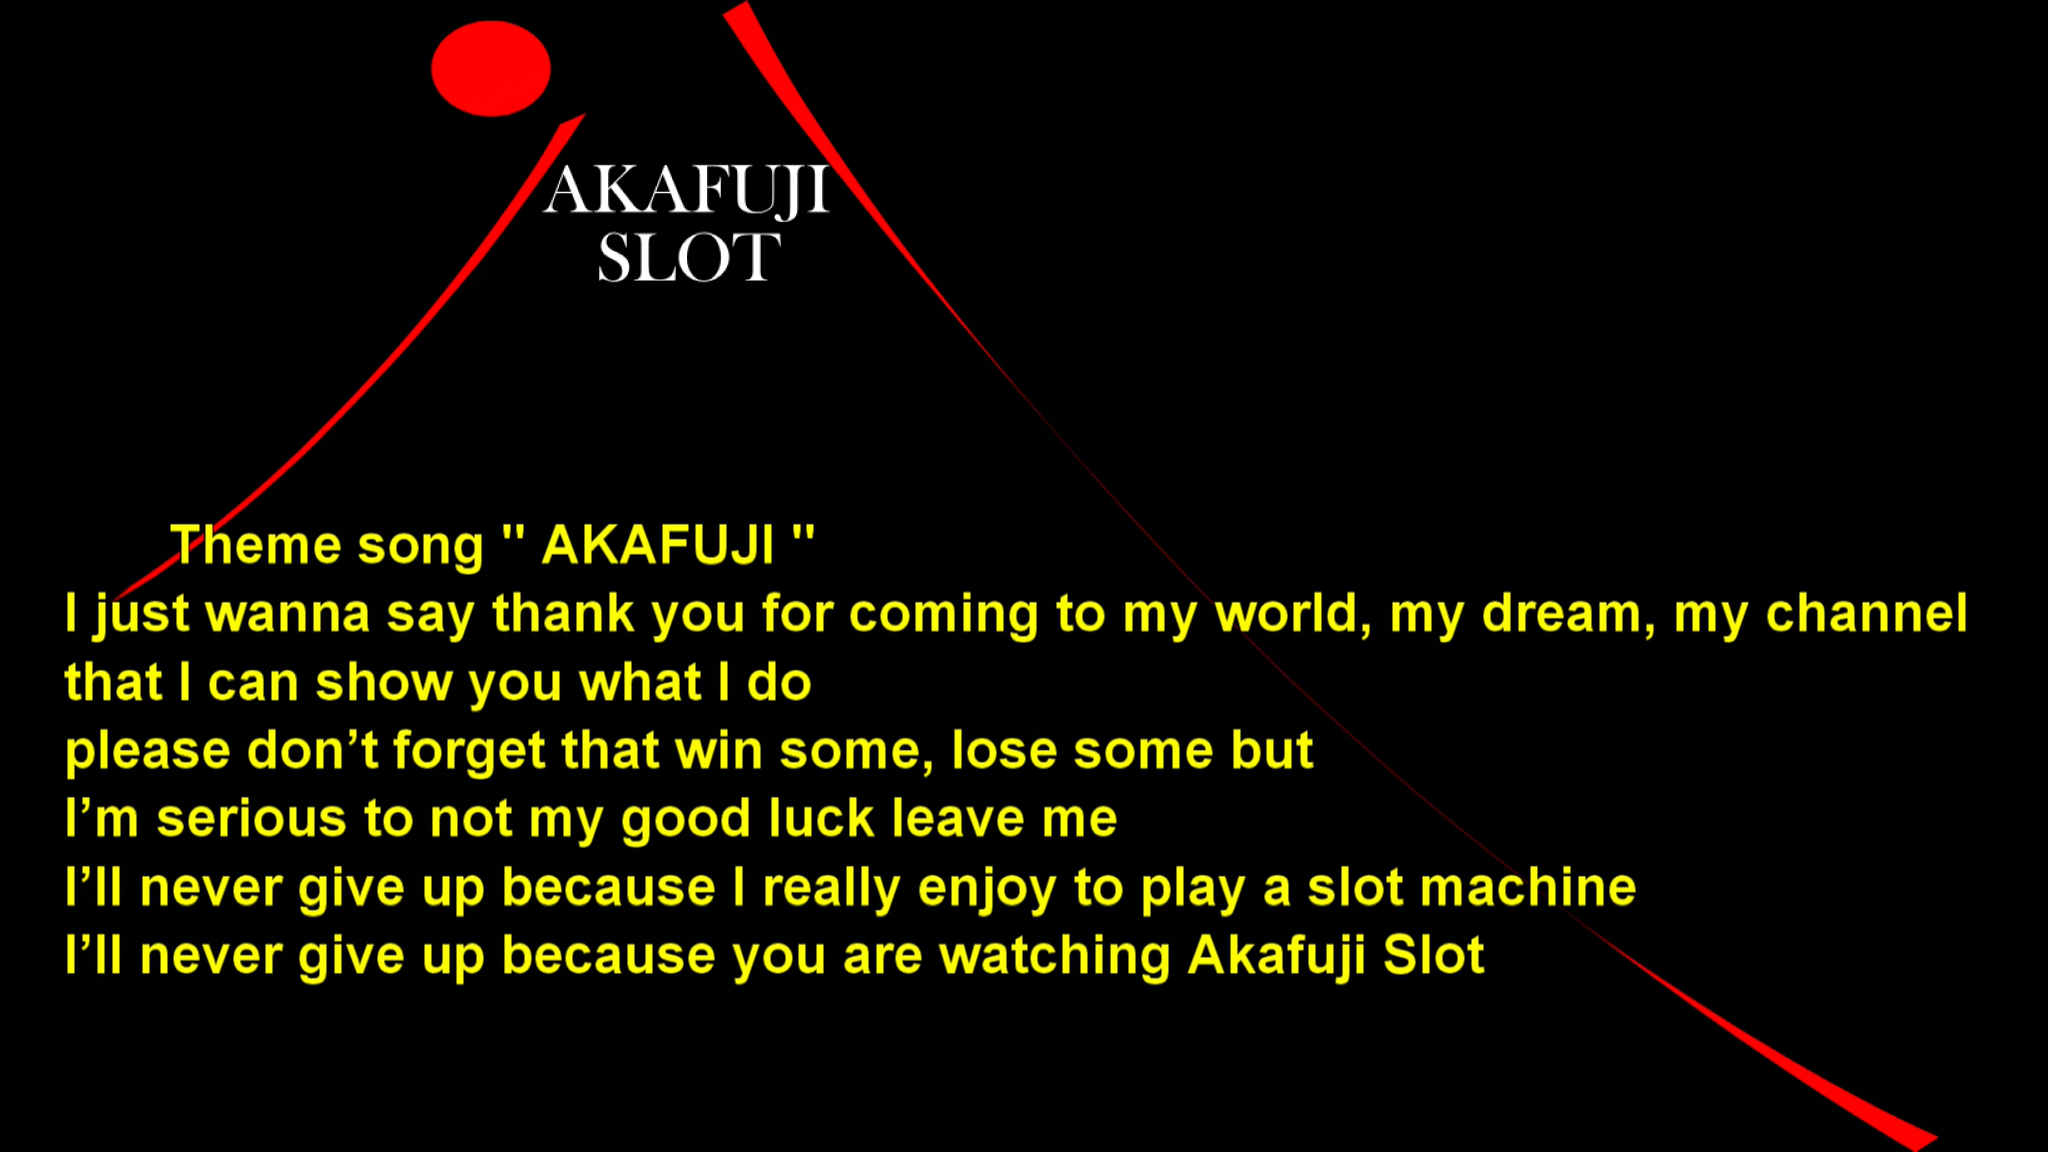 AKAFUJI
SLOT
Theme song " AKAFUJI "
I just wanna say thank you for coming to my world, my dream, my channel
that I can show you what I do
please don’t forget that win some, lose some but
I’m serious to not my good luck leave me
I’ll never give up because I really enjoy to play a slot machine
I’ll never give up because you are watching Akafuji Slot